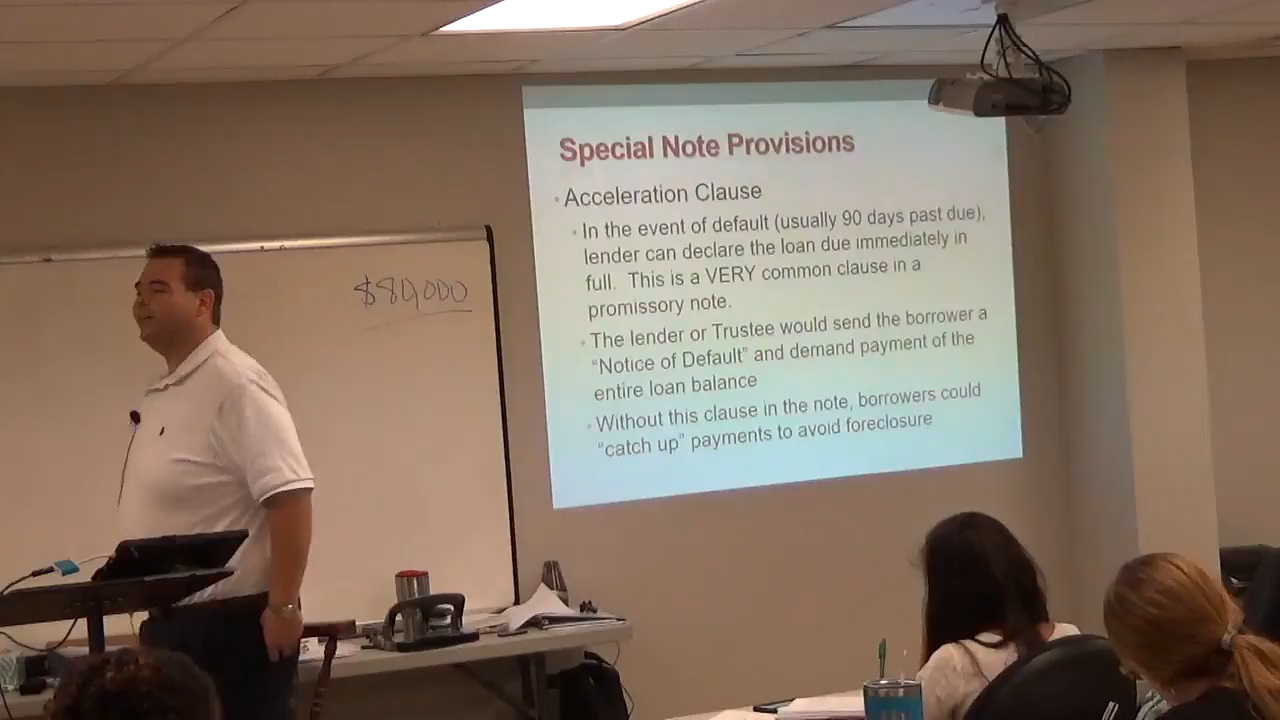 $80,000
Special Note Provisions
• Acceleration Clause
• In the event of default (usually 90 days past due),
lender can declare the loan due immediately in
full. This is a VERY common clause in a
promissory note.
• The lender or Trustee would send the borrower a
“Notice of Default” and demand payment of the
entire loan balance
• Without this clause in the note, borrowers could
“catch up” payments to avoid foreclosure